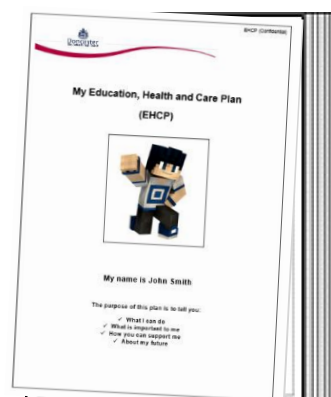 EHCP (Confidential)
Doncaster
My Education, Health and Care Plan
(EHCP)
My name is John Smith
The purpose of this plan is to tell you:
✓ What I can do
✓ What is important to me
✓ How you can support me
✓ About my future